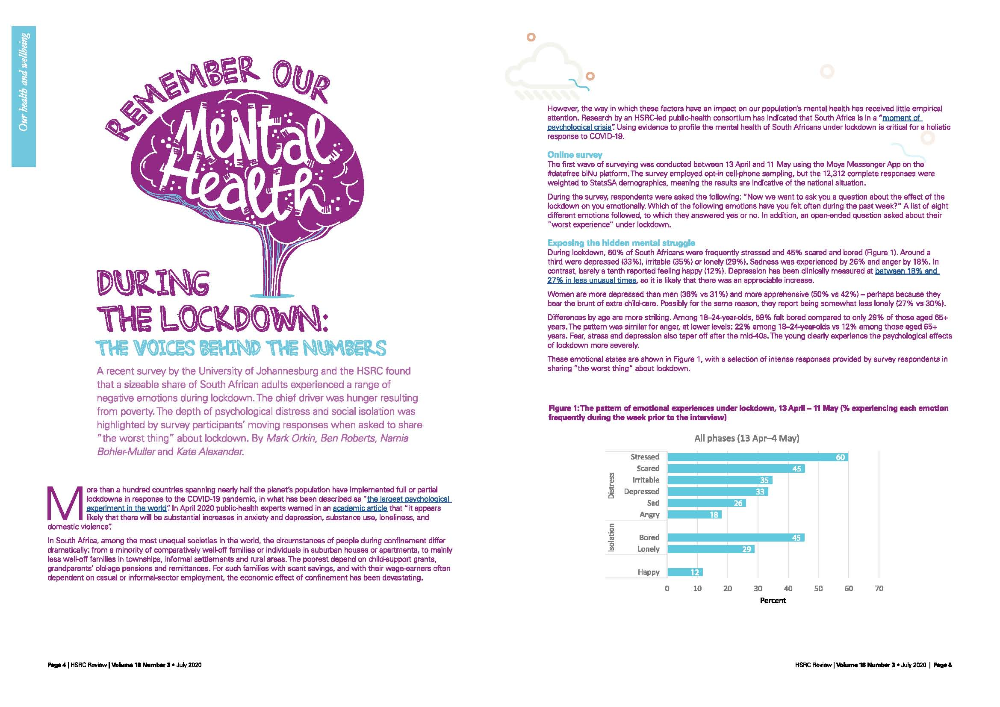 Our health and wellbeing
REMEMBER OUR
MeNtal
Health
DURING
THE LOCKDOWN:
THE VOICES BEHIND THE NUMBERS
A recent survey by the University of Johannesburg and the HSRC found
that a sizeable share of South African adults experienced a range of
negative emotions during lockdown. The chief driver was hunger resulting
from poverty. The depth of psychological distress and social isolation was
highlighted by survey participants’ moving responses when asked to share
“the worst thing” about lockdown. By Mark Orkin, Ben Roberts, Narnia
Bohler-Muller and Kate Alexander.
More than a hundred countries spanning nearly half the planet’s population have implemented full or partial
lockdowns in response to the COVID-19 pandemic, in what has been described as “the largest psychological
experiment in the world”. In April 2020 public-health experts warned in an academic article that “it appears
likely that there will be substantial increases in anxiety and depression, substance use, loneliness, and
domestic violence”.
In South Africa, among the most unequal societies in the world, the circumstances of people during confinement differ
dramatically: from a minority of comparatively well-off families or individuals in suburban houses or apartments, to mainly
less well-off families in townships, informal settlements and rural areas. The poorest depend on child-support grants,
grandparents’ old-age pensions and remittances. For such families with scant savings, and with their wage-earners often
dependent on casual or informal-sector employment, the economic effect of confinement has been devastating.
Page 4 | HSRC Review | Volume 18 Number 3 • July 2020
However, the way in which these factors have an impact on our population’s mental health has received little empirical
attention. Research by an HSRC-led public-health consortium has indicated that South Africa is in a “moment of
psychological crisis”. Using evidence to profile the mental health of South Africans under lockdown is critical for a holistic
response to COVID-19.
Online survey
The first wave of surveying was conducted between 13 April and 11 May using the Moya Messenger App on the
#datafree biNu platform. The survey employed opt-in cell-phone sampling, but the 12,312 complete responses were
weighted to StatsSA demographics, meaning the results are indicative of the national situation.
During the survey, respondents were asked the following: “Now we want to ask you a question about the effect of the
lockdown on you emotionally. Which of the following emotions have you felt often during the past week?” A list of eight
different emotions followed, to which they answered yes or no. In addition, an open-ended question asked about their
“worst experience” under lockdown.
Exposing the hidden mental struggle
During lockdown, 60% of South Africans were frequently stressed and 45% scared and bored (Figure 1). Around a
third were depressed (33%), irritable (35%) or lonely (29%). Sadness was experienced by 26% and anger by 18%. In
contrast, barely a tenth reported feeling happy (12%). Depression has been clinically measured at between 18% and
27% in less unusual times, so it is likely that there was an appreciable increase.
Women are more depressed than men (36% vs 31%) and more apprehensive (50% vs 42%) – perhaps because they
bear the brunt of extra child-care. Possibly for the same reason, they report being somewhat less lonely (27% vs 30%).
Differences by age are more striking. Among 18–24-year-olds, 59% felt bored compared to only 29% of those aged 65+
years. The pattern was similar for anger, at lower levels: 22% among 18–24-year-olds vs 12% among those aged 65+
years. Fear, stress and depression also taper off after the mid-40s. The young clearly experience the psychological effects
of lockdown more severely.
These emotional states are shown in Figure 1, with a selection of intense responses provided by survey respondents in
sharing “the worst thing” about lockdown.
Figure 1: The pattern of emotional experiences under lockdown, 13 April – 11 May (% experiencing each emotion
frequently during the week prior to the interview)
All phases (13 Apr–4 May)
Distress
Stressed 60
Scared 45
Irritable 35
Depressed 33
Sad 26
Angry 18
Isolation
Bored 45
Lonely 29
Happy 12
0 10 20 30 40 50 60 70
Percent
HSRC Review | Volume 18 Number 3 • July 2020 | Page 5